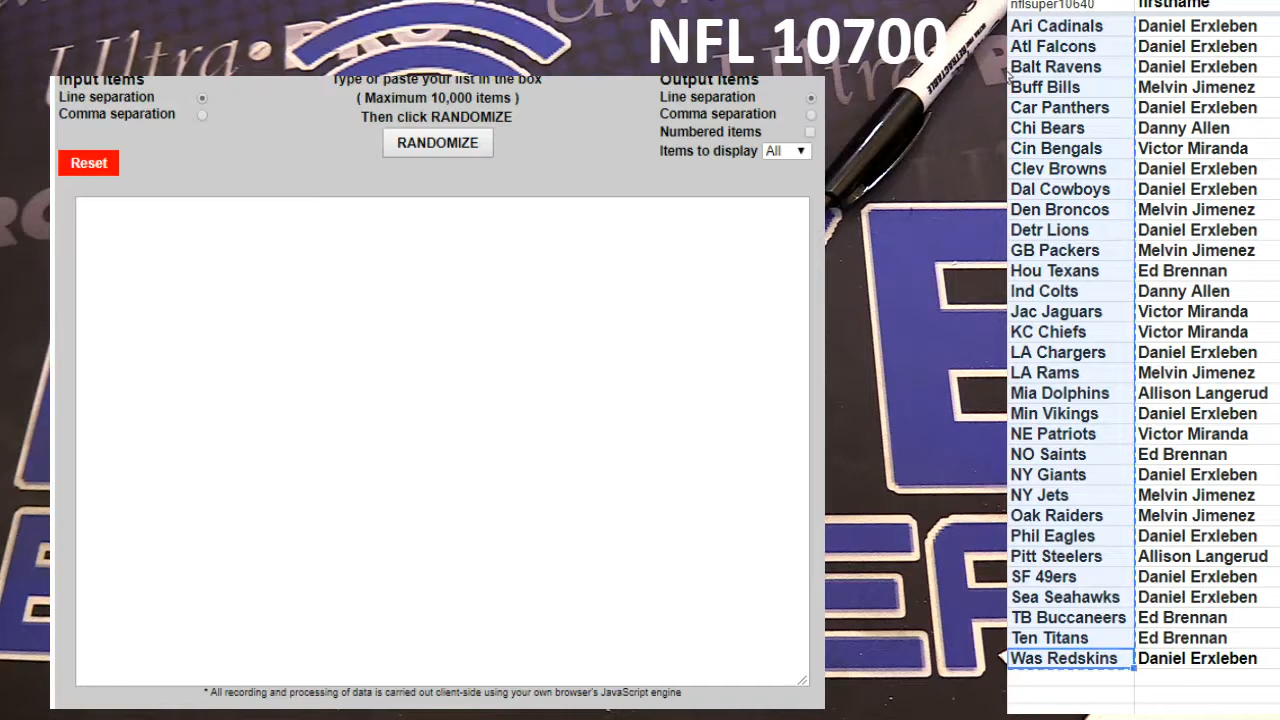 NFL 10700
Ultra PRO
Input Items
Line separation
Comma separation
Reset
Type or paste your list in the box
( Maximum 10,000 items )
Then click RANDOMIZE
RANDOMIZE
Output Items
Line separation
Comma separation
Numbered items
Items to display All
* All recording and processing of data is carried out client-side using your own browser's JavaScript engine
nflsuper10640 firstname
Ari Cadinals Daniel Erxleben
Atl Falcons Daniel Erxleben
Balt Ravens Daniel Erxleben
Buff Bills Melvin Jimenez
Car Panthers Daniel Erxleben
Chi Bears Danny Allen
Cin Bengals Victor Miranda
Clev Browns Daniel Erxleben
Dal Cowboys Daniel Erxleben
Den Broncos Melvin Jimenez
Detr Lions Daniel Erxleben
GB Packers Melvin Jimenez
Hou Texans Ed Brennan
Ind Colts Danny Allen
Jac Jaguars Victor Miranda
KC Chiefs Victor Miranda
LA Chargers Daniel Erxleben
LA Rams Melvin Jimenez
Mia Dolphins Allison Langerud
Min Vikings Daniel Erxleben
NE Patriots Victor Miranda
NO Saints Ed Brennan
NY Giants Daniel Erxleben
NY Jets Melvin Jimenez
Oak Raiders Melvin Jimenez
Phil Eagles Daniel Erxleben
Pitt Steelers Allison Langerud
SF 49ers Daniel Erxleben
Sea Seahawks Daniel Erxleben
TB Buccaneers Ed Brennan
Ten Titans Ed Brennan
Was Redskins Daniel Erxleben